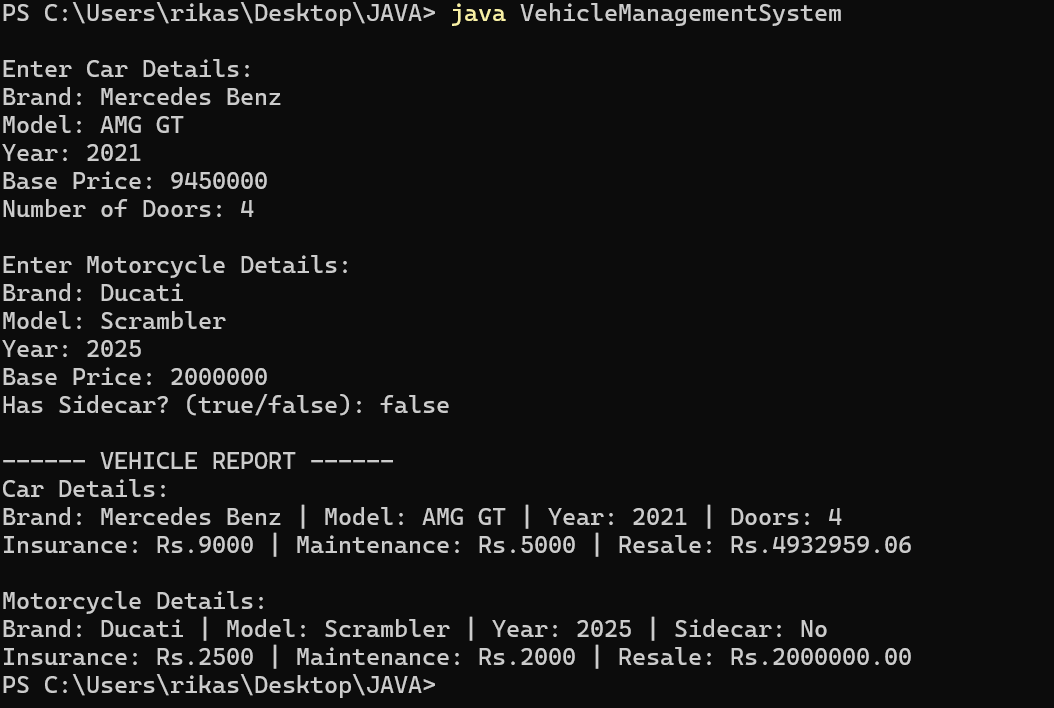 PS C:\Users\rikas\Desktop\JAVA> java VehicleManagementSystem
Enter Car Details:
Brand: Mercedes Benz
Model: AMG GT
Year: 2021
Base Price: 9450000
Number of Doors: 4
Enter Motorcycle Details:
Brand: Ducati
Model: Scrambler
Year: 2025
Base Price: 2000000
Has Sidecar? (true/false): false
------ VEHICLE REPORT ------
Car Details:
Brand: Mercedes Benz | Model: AMG GT | Year: 2021 | Doors: 4
Insurance: Rs.9000 | Maintenance: Rs.5000 | Resale: Rs.4932959.06
Motorcycle Details:
Brand: Ducati | Model: Scrambler | Year: 2025 | Sidecar: No
Insurance: Rs.2500 | Maintenance: Rs.2000 | Resale: Rs.2000000.00
PS C:\Users\rikas\Desktop\JAVA>